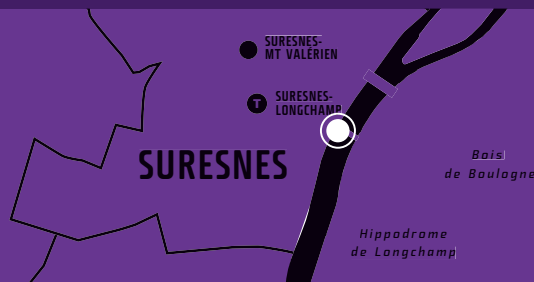 SURESNES-
MT VALÉRIEN
T
SURESNES-
LONGCHAMP
SURESNES
Bois
de Boulogne
Hippodrome
de Longchamp